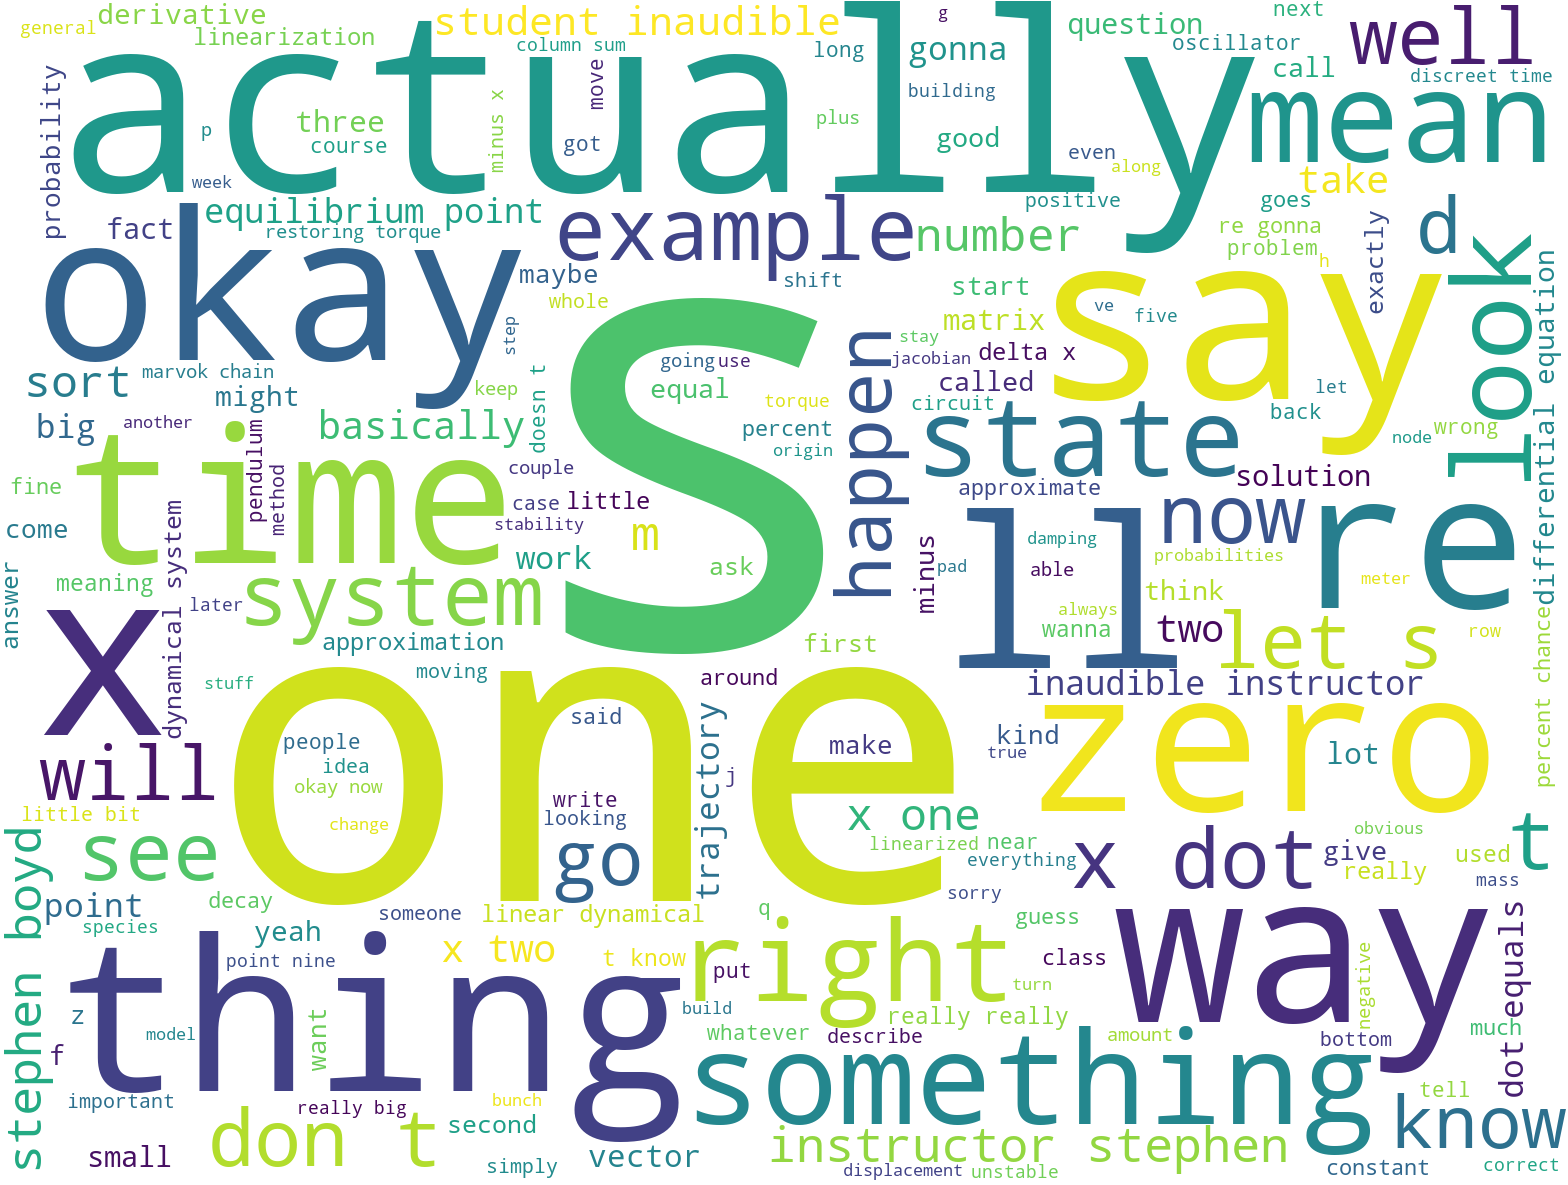 general
derivative
student inaudible
g
question
next
well
linearization
column sum
long
gonna
oscillator
call
discreet time
actually
mean
probability
p
three
course
minus x
move
got
building
plus
good
even
along
week
take
fact
equilibrium point
restoring torque
example
number
positive
goes
re gonna
problem
exactly
d
okay
maybe
whole
shift
start
matrix
h
say
ve
five
look
differential equation
sort
marvok chain
might
step
keep
going
use
equal
stay
jacobian
delta x
called
circuit
let
back
big
another
basically
doesn t
torque
percent
origin
happen
state
node
wrong
fine
time
pendulum
method
couple
case
little
stability
S
approximate
solution
come
m
work
ask
minus
damping
now
probabilities
re
answer
meaning
dynamical system
system
later
pad
able
always
think
meter
ll
wanna
two
let s
row
percent chance
x
approximation
moving
first
stuff
around
inaudible instructor
said
trajectory
one
people
idea
okay now
change
make
j
kind
true
zero
lot
will
little bit
write
looking
x one
linearized
near
everything
obvious
see
go
x dot
give
really
used
t
mass
stephen boyd
point
species
decay
someone
linear dynamical
sorry
q
guess
yeah
point nine
x two
t know
right
put
class
turn
way
negative
dot equals
z
model
f
thing
want
build
whatever
really really
describe
amount
bottom
much
important
really big
bunch
something
tell
know
small
don t
second
simply
vector
instructor stephen
displacement
unstable
constant
correct